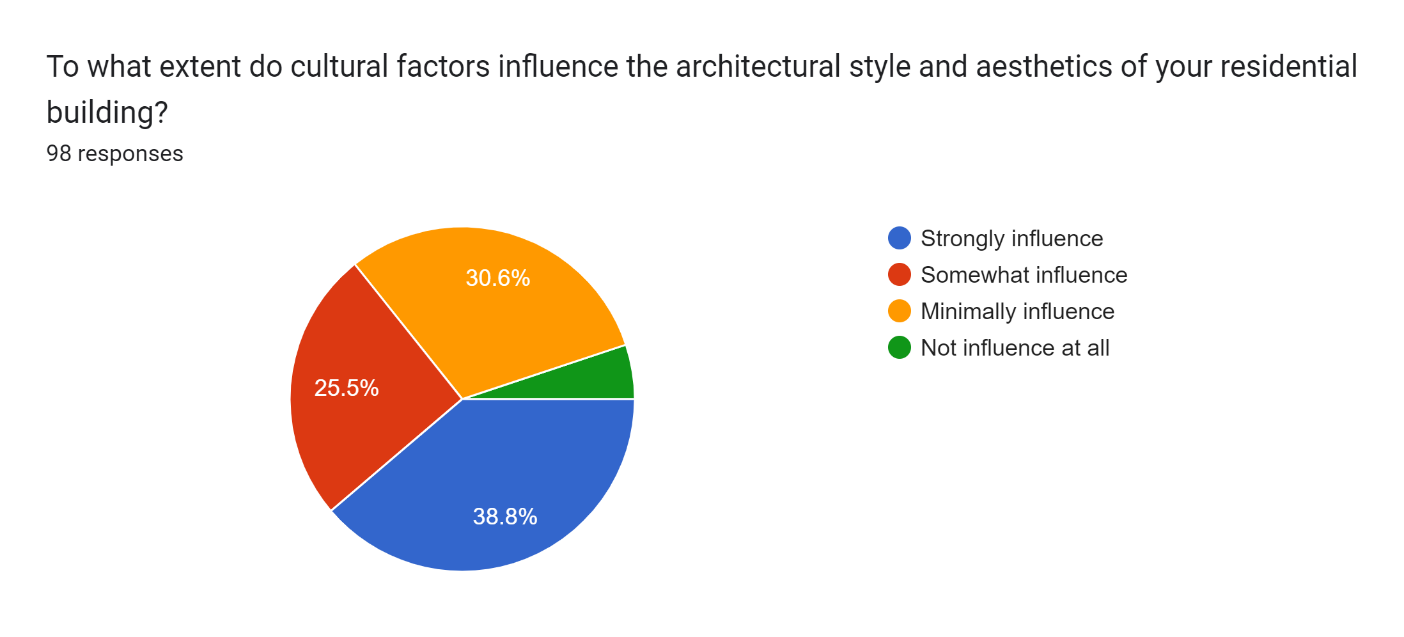 To what extent do cultural factors influence the architectural style and aesthetics of your residential
building?
98 responses
30.6%
25.5%
38.8%
Strongly influence
Somewhat influence
Minimally influence
Not influence at all